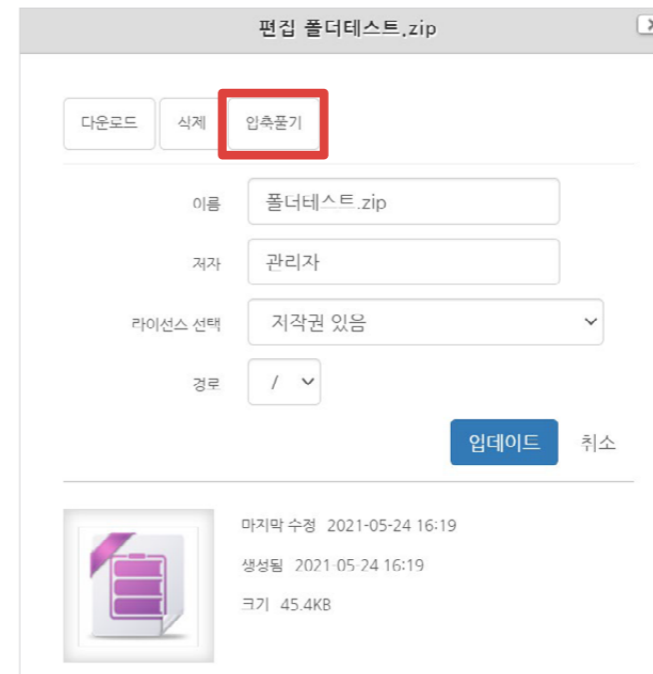 편집 폴더테스트.zip
다운로드 삭제 압축풀기
이름 폴더테스트.zip
저자 관리자
라이선스 선택 저작권 있음
경로 /
업데이트 취소
마지막 수정 2021-05-24 16:19
생성됨 2021-05-24 16:19
크기 45.4KB